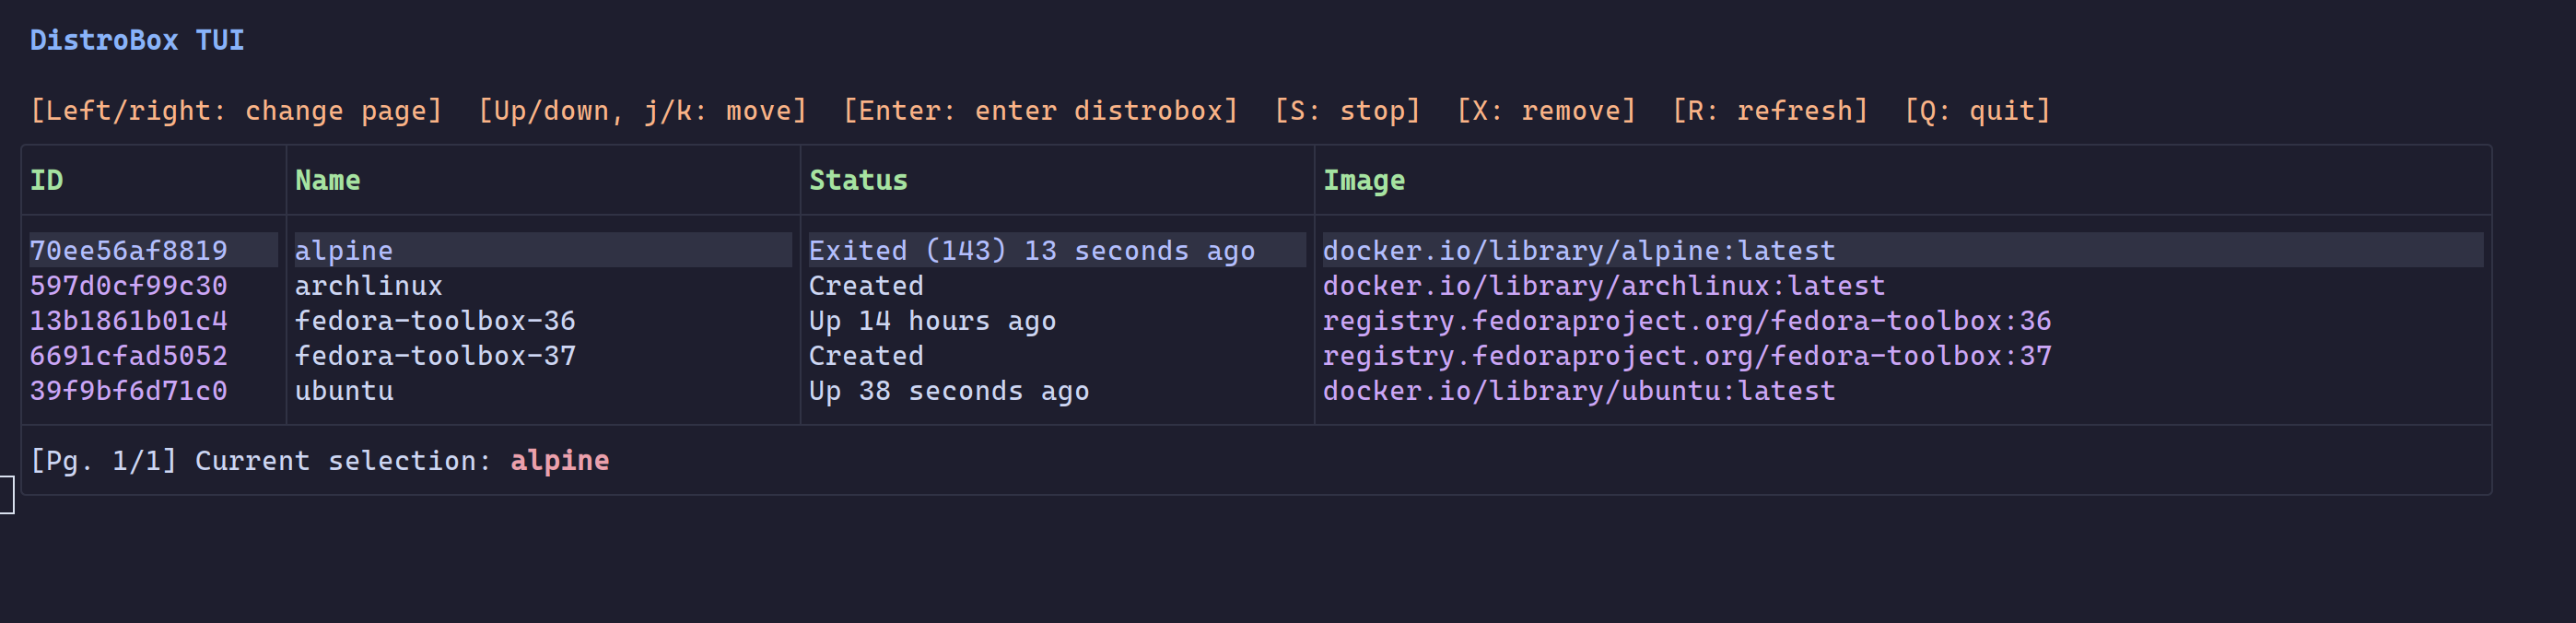 DistroBox TUI
[Left/right: change page]  [Up/down, j/k: move]  [Enter: enter distrobox]  [S: stop]  [X: remove]  [R: refresh]  [Q: quit]
ID Name Status Image
70ee56af8819 alpine Exited (143) 13 seconds ago docker.io/library/alpine:latest
597d0cf99c30 archlinux Created docker.io/library/archlinux:latest
13b1861b01c4 fedora-toolbox-36 Up 14 hours ago registry.fedoraproject.org/fedora-toolbox:36
6691cfad5052 fedora-toolbox-37 Created registry.fedoraproject.org/fedora-toolbox:37
39f9bf6d71c0 ubuntu Up 38 seconds ago docker.io/library/ubuntu:latest
[Pg. 1/1] Current selection: alpine